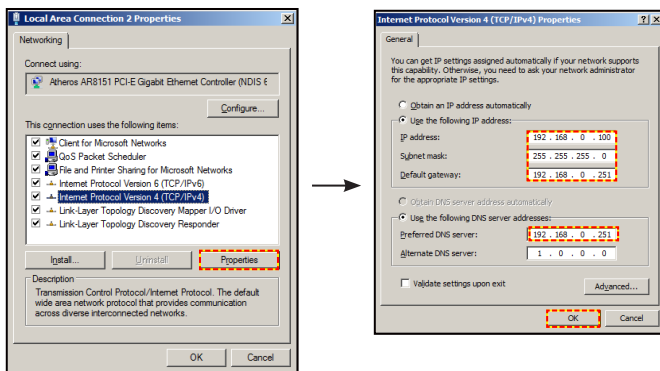 Local Area Connection 2 Properties
Networking
Connect using:
Atheros AR8151 PCI-E Gigabit Ethernet Controller (NDIS 6
Configure...
This connection uses the following items:
Client for Microsoft Networks
QoS Packet Scheduler
File and Printer Sharing for Microsoft Networks
Internet Protocol Version 6 (TCP/IPv6)
Internet Protocol Version 4 (TCP/IPv4)
Link-Layer Topology Discovery Mapper I/O Driver
Link-Layer Topology Discovery Responder
Install... Uninstall Properties
Description
Transmission Control Protocol/Internet Protocol. The default
wide area network protocol that provides communication
across diverse interconnected networks.
OK Cancel
Internet Protocol Version 4 (TCP/IPv4) Properties
General
You can get IP settings assigned automatically if your network supports
this capability. Otherwise, you need to ask your network administrator
for the appropriate IP settings.
Obtain an IP address automatically
Use the following IP address:
IP address: 192 . 168 . 0 . 100
Subnet mask: 255 . 255 . 255 . 0
Default gateway: 192 . 168 . 0 . 251
Obtain DNS server address automatically
Use the following DNS server addresses:
Preferred DNS server: 192 . 168 . 0 . 251
Alternate DNS server: 1 . 0 . 0 . 0
Validate settings upon exit Advanced...
OK Cancel